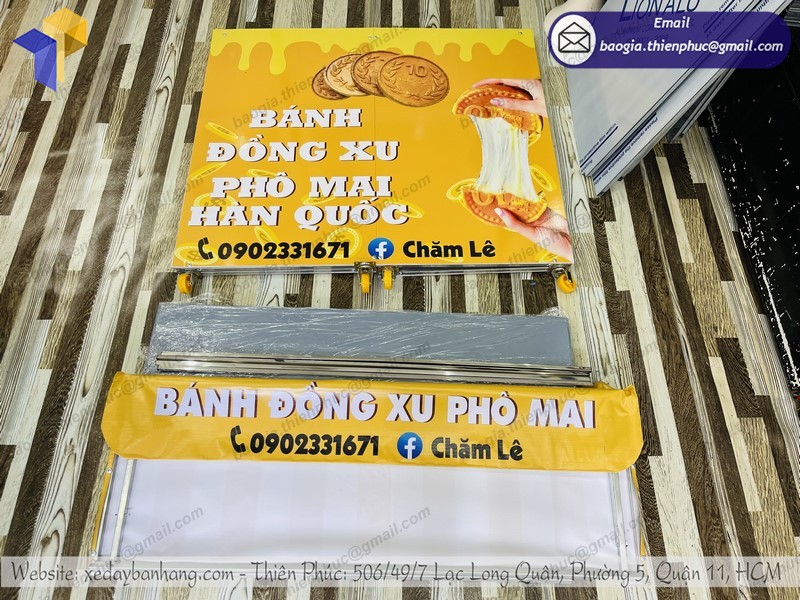 LIONALO
Email
baogia.thienphuc@gmail.com
10
BÁNH
ĐỒNG XU
PHÔ MAI
HÀN QUỐC
0902331671 Chăm Lê
BÁNH ĐỒNG XU PHÔ MAI
0902331671 Chăm Lê
Website: xedaybanhang.com - Thiên Phúc: 506/49/7 Lạc Long Quân, Phường 5, Quận 11, HCM